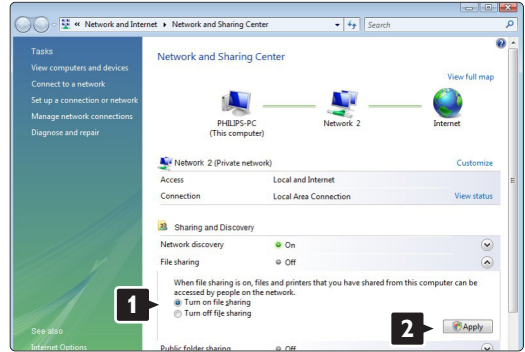 « Network and Internet ▸ Network and Sharing Center
Search
Tasks
View computers and devices
Connect to a network
Set up a connection or network
Manage network connections
Diagnose and repair
See also
Internet Options
Network and Sharing Center
View full map
PHILIPS-PC
(This computer)
Network 2
Internet
Network 2 (Private network)
Customize
Access Local and Internet
Connection Local Area Connection View status
Sharing and Discovery
Network discovery On
File sharing Off
When file sharing is on, files and printers that you have shared from this computer can be
accessed by people on the network.
Turn on file sharing
Turn off file sharing
1
2
Apply
Public folder sharing Off